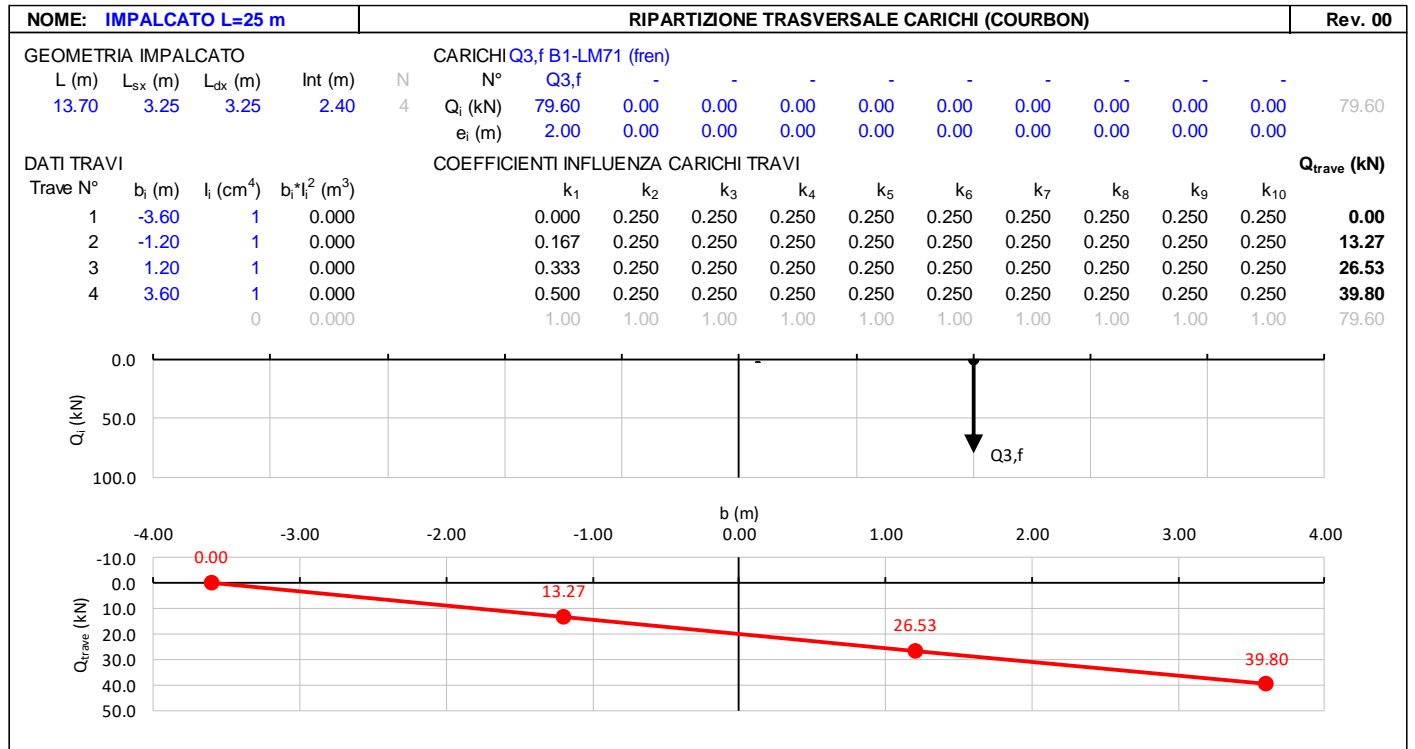 NOME: IMPALCATO L=25 m RIPARTIZIONE TRASVERSALE CARICHI (COURBON) Rev. 00
GEOMETRIA IMPALCATO CARICHI Q3,f B1-LM71 (fren)
L (m) Lsx (m) Ldx (m) Int (m) N N° Q3,f - - - - - - - - -
13.70 3.25 3.25 2.40 4 Qi (kN) 79.60 0.00 0.00 0.00 0.00 0.00 0.00 0.00 0.00 0.00 79.60
ei (m) 2.00 0.00 0.00 0.00 0.00 0.00 0.00 0.00 0.00 0.00
DATI TRAVI COEFFICIENTI INFLUENZA CARICHI TRAVI Qtrave (kN)
Trave N° bi (m) Ii (cm4) bi*Ii2 (m3) k1 k2 k3 k4 k5 k6 k7 k8 k9 k10
1 -3.60 1 0.000 0.000 0.250 0.250 0.250 0.250 0.250 0.250 0.250 0.250 0.250 0.00
2 -1.20 1 0.000 0.167 0.250 0.250 0.250 0.250 0.250 0.250 0.250 0.250 0.250 13.27
3 1.20 1 0.000 0.333 0.250 0.250 0.250 0.250 0.250 0.250 0.250 0.250 0.250 26.53
4 3.60 1 0.000 0.500 0.250 0.250 0.250 0.250 0.250 0.250 0.250 0.250 0.250 39.80
0 0.000 1.00 1.00 1.00 1.00 1.00 1.00 1.00 1.00 1.00 1.00 79.60
0.0
50.0
100.0
Qi (kN)
Q3,f
b (m)
-4.00 -3.00 -2.00 -1.00 0.00 1.00 2.00 3.00 4.00
-10.0
0.0
10.0
20.0
30.0
40.0
50.0
Qtrave (kN)
0.00
13.27
26.53
39.80